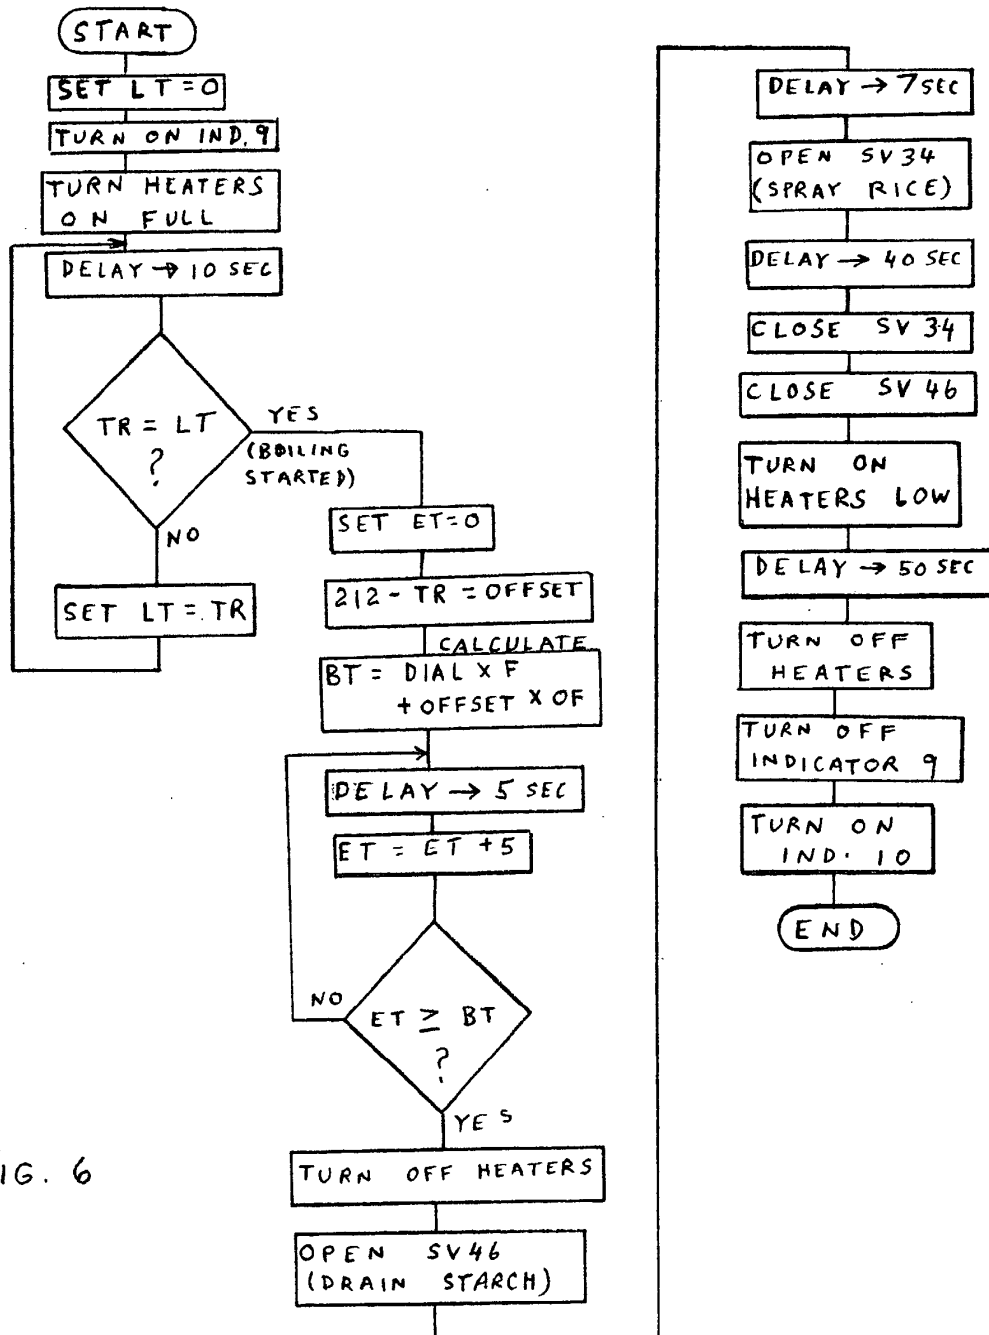 START
SET LT=0
TURN ON IND. 9
TURN HEATERS
ON FULL
DELAY → 10 SEC
TR = LT
?
YES
(BOILING
STARTED)
NO
SET LT = TR
SET ET=0
212 - TR = OFFSET
CALCULATE
BT = DIAL X F
+ OFFSET X OF
DELAY → 5 SEC
ET = ET +5
ET ≥ BT
?
NO
YES
TURN OFF HEATERS
OPEN SV46
(DRAIN STARCH)
DELAY → 7 SEC
OPEN SV34
(SPRAY RICE)
DELAY → 40 SEC
CLOSE SV 34
CLOSE SV 46
TURN ON
HEATERS LOW
DELAY → 50 SEC
TURN OFF
HEATERS
TURN OFF
INDICATOR 9
TURN ON
IND. 10
END
IG. 6